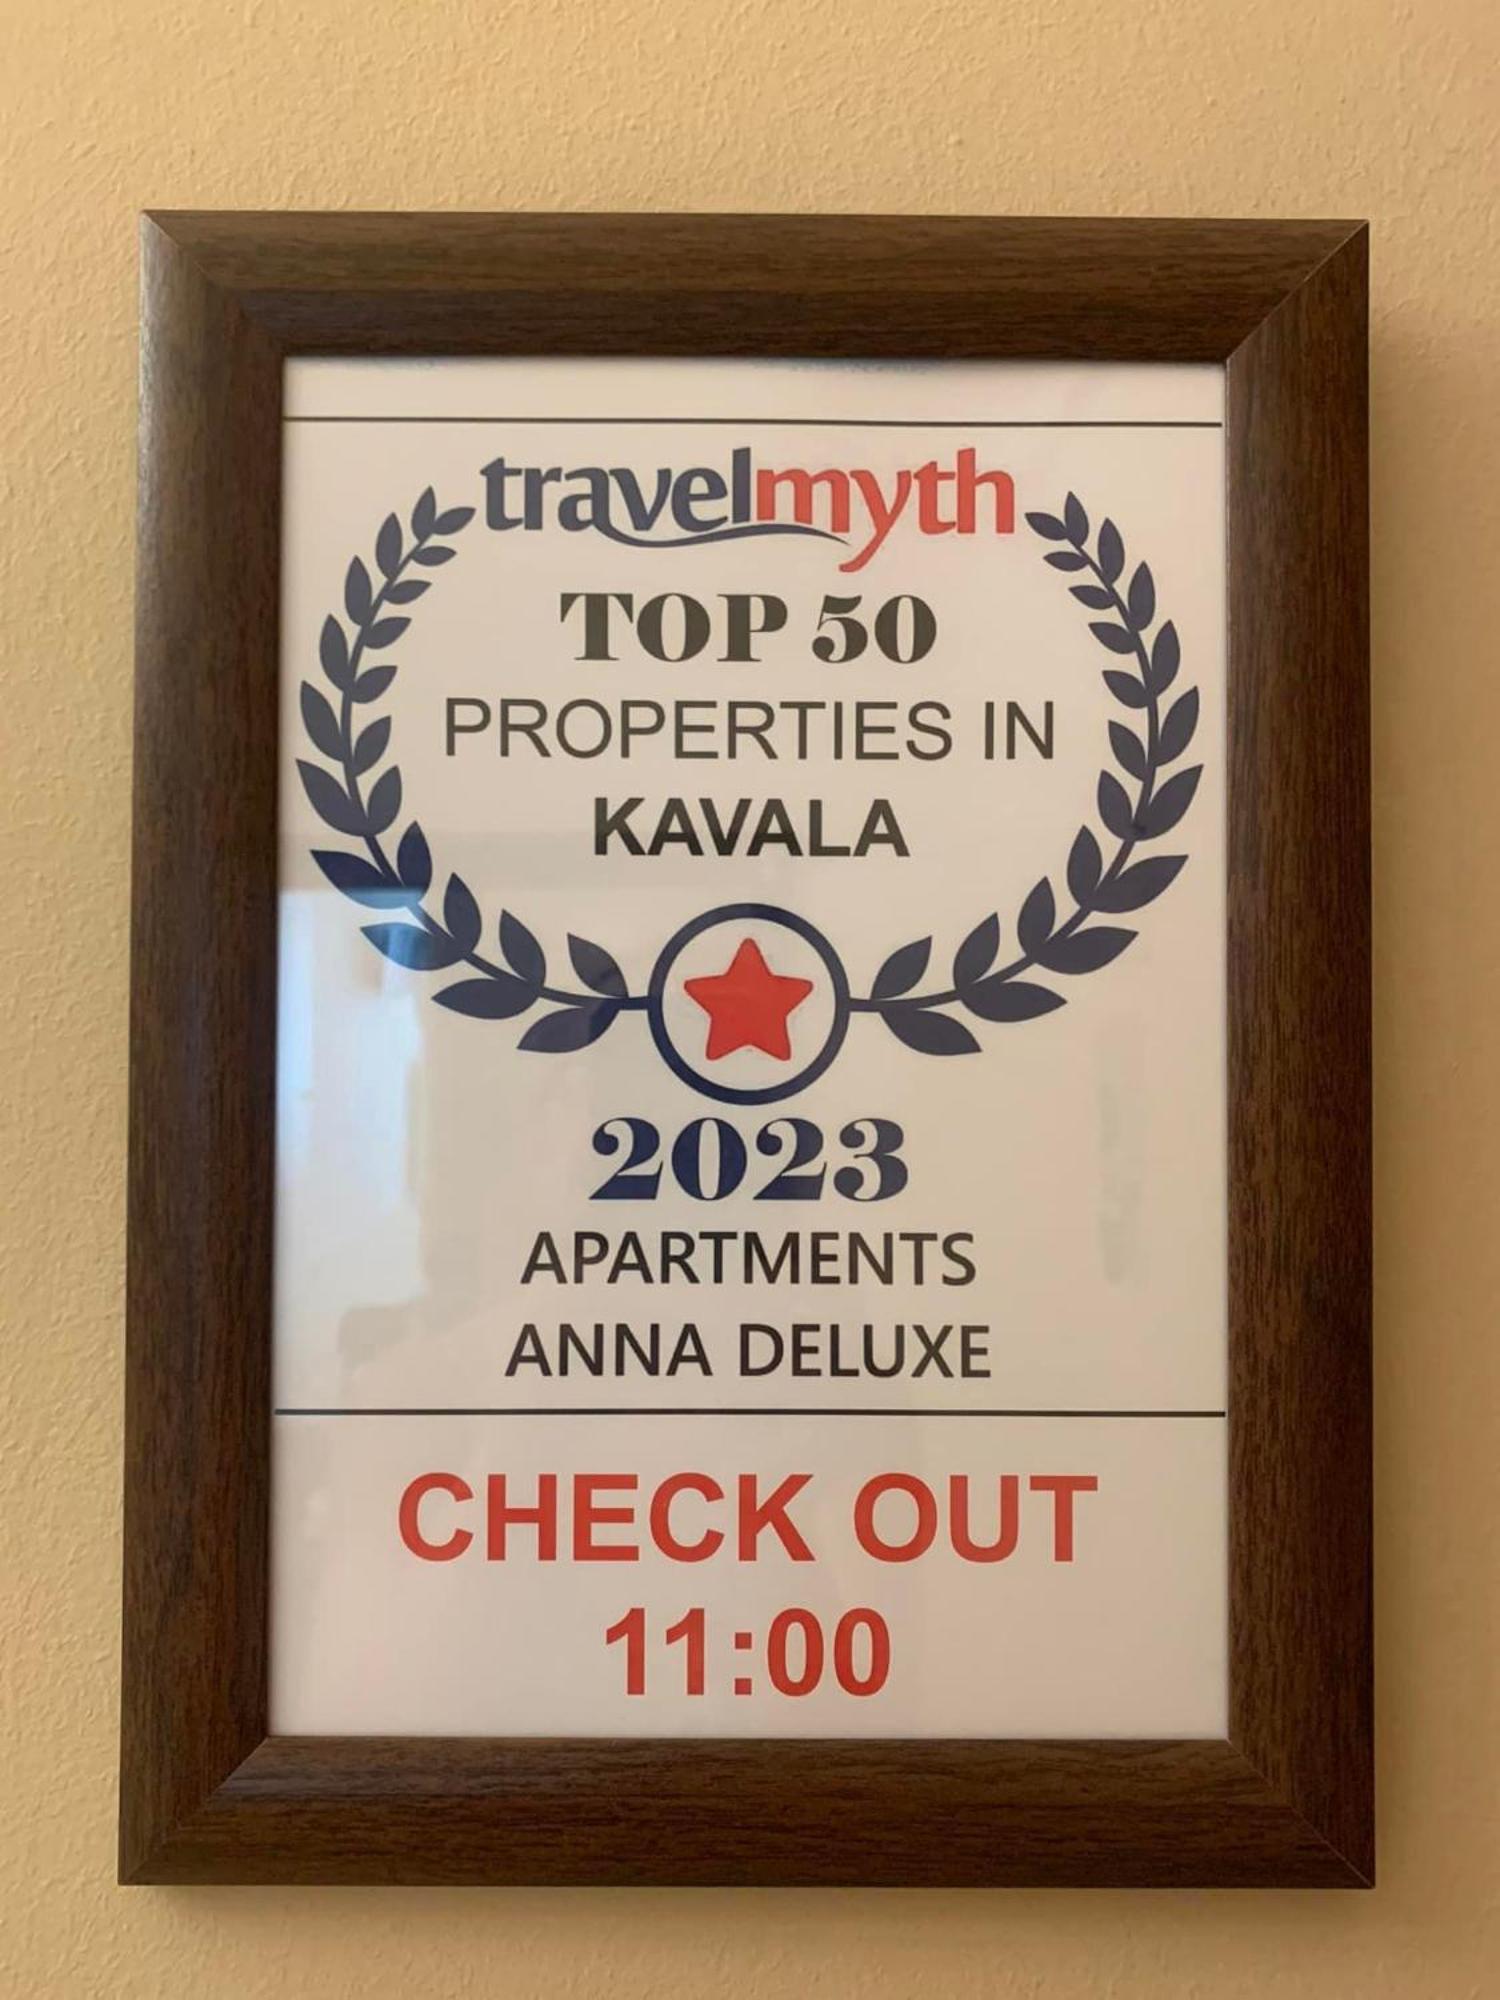 travelmyth
TOP 50
PROPERTIES IN
KAVALA
2023
APARTMENTS
ANNA DELUXE
CHECK OUT
11:00